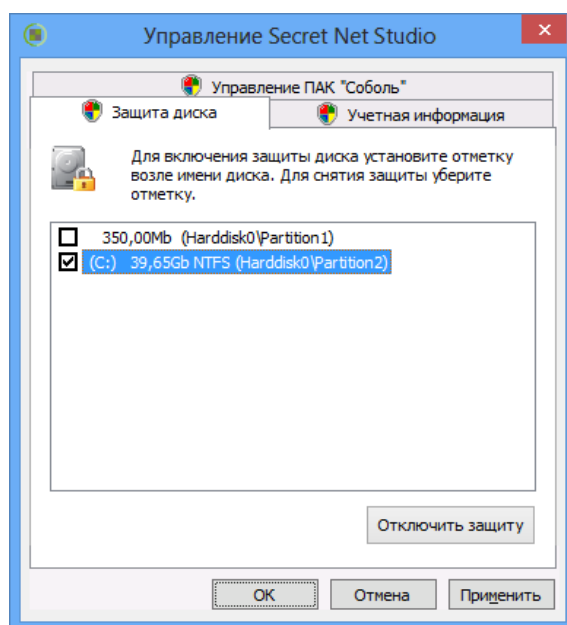 Управление Secret Net Studio
Управление ПАК "Соболь"
Защита диска
Учетная информация
Для включения защиты диска установите отметку
возле имени диска. Для снятия защиты уберите
отметку.
350,00Mb (Harddisk0\Partition1)
(C:) 39,65Gb NTFS (Harddisk0\Partition2)
Отключить защиту
ОК
Отмена
Применить